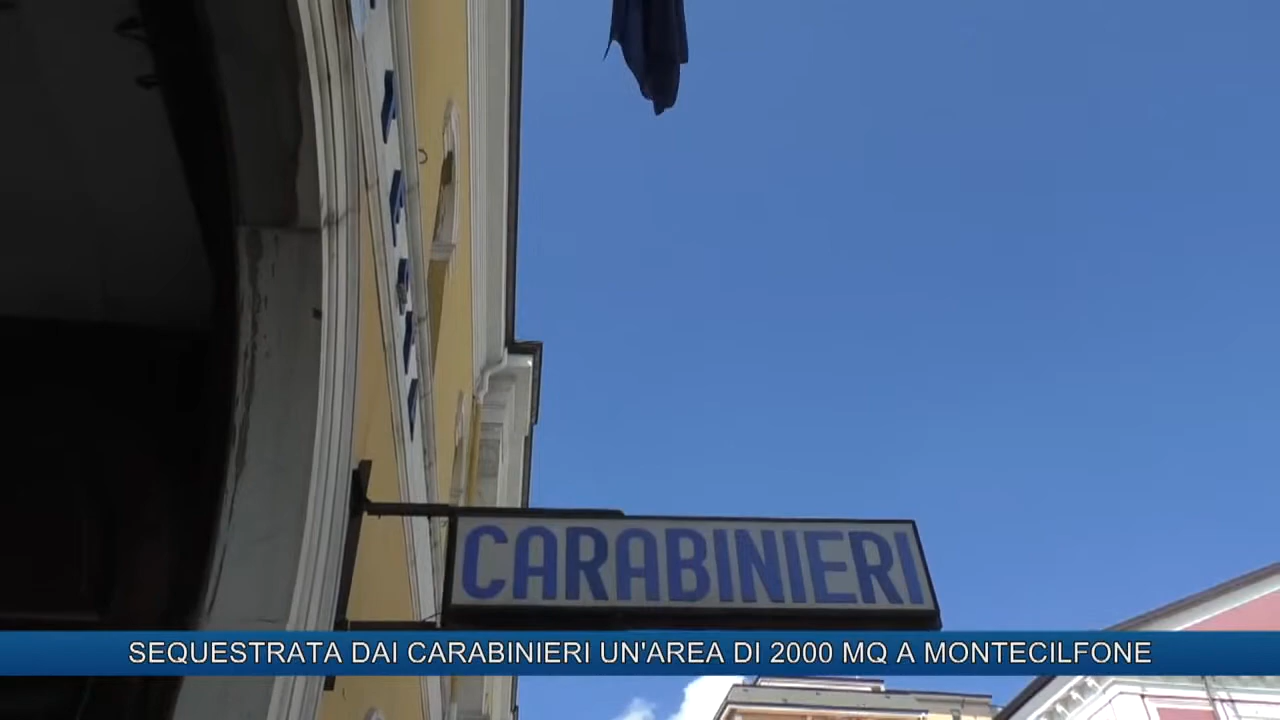 CARABINIERI
SEQUESTRATA DAI CARABINIERI UN'AREA DI 2000 MQ A MONTECILFONE